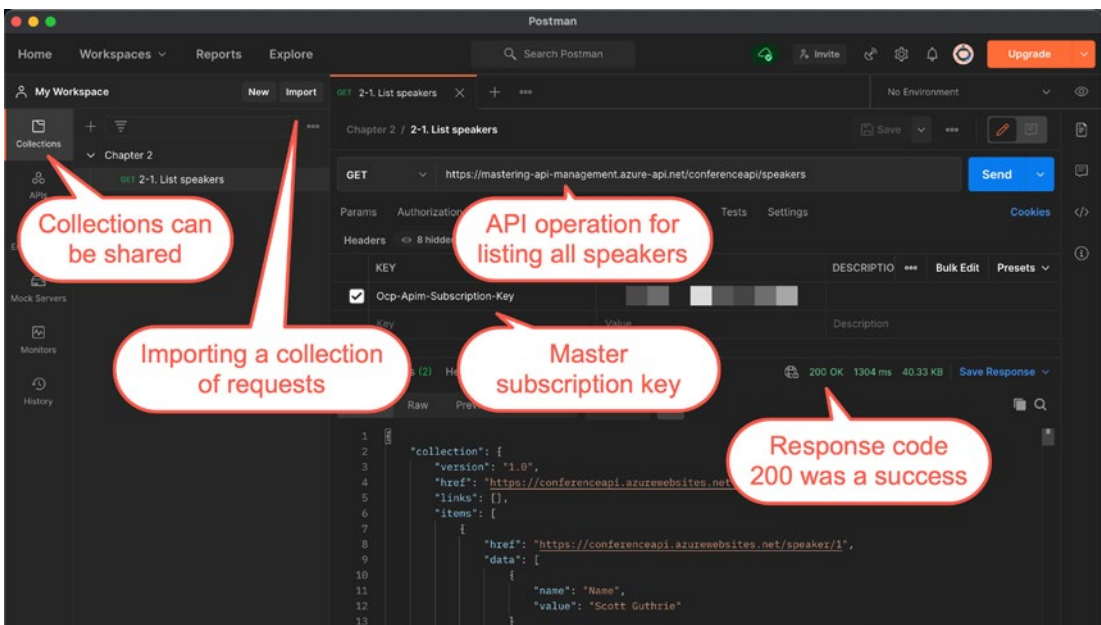 Postman
Home Workspaces Reports Explore Search Postman Invite Upgrade
My Workspace New Import GET 2-1. List speakers No Environment
Collections
Chapter 2 / 2-1. List speakers Save
Chapter 2
GET 2-1. List speakers
GET https://mastering-api-management.azure-api.net/conferenceapi/speakers Send
APIs
Params Authorization Tests Settings Cookies
Collections can
be shared
API operation for
listing all speakers
Headers 8 hidden
KEY DESCRIPTIO Bulk Edit Presets
Ocp-Apim-Subscription-Key
Key Value Description
Mock Servers
Monitors
History
Importing a collection
of requests
Master
subscription key
(2) 200 OK 1304 ms 40.33 KB Save Response
Raw
Response code
200 was a success
1
2 "collection": {
3 "version": "1.0",
4 "href": "https://conferenceapi.azurewebsites.net
5 "links": [],
6 "items": [
7 {
8 "href": "https://conferenceapi.azurewebsites.net/speaker/1",
9 "data": [
10 {
11 "name": "Name",
12 "value": "Scott Guthrie"
13 }